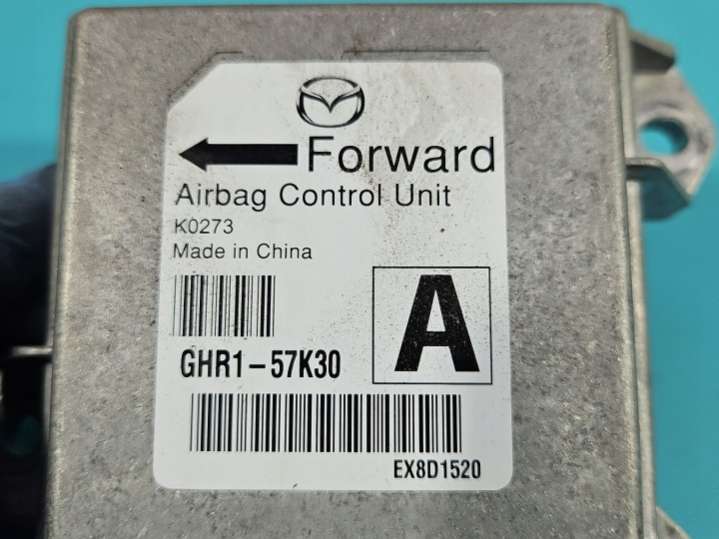 Forward
Airbag Control Unit
K0273
Made in China
A
GHR1-57K30
EX8D1520